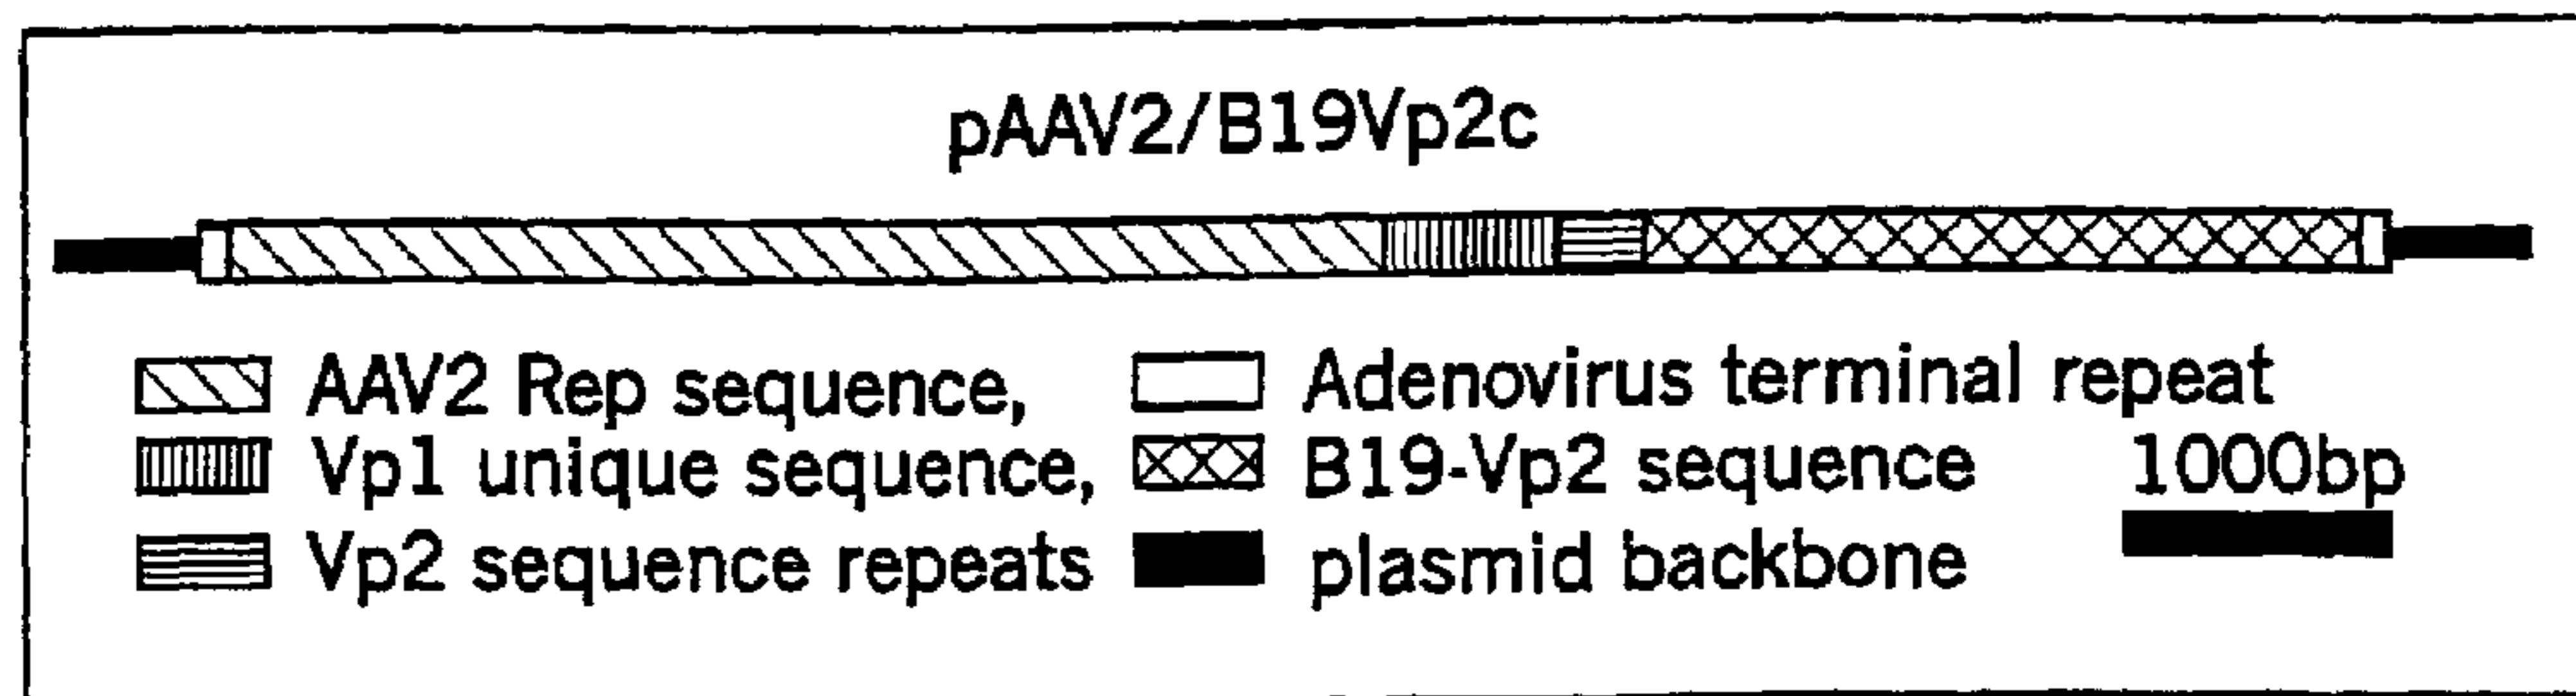 pAAV2/B19Vp2c
AAV2 Rep sequence, Adenovirus terminal repeat
Vp1 unique sequence, B19-Vp2 sequence 1000bp
Vp2 sequence repeats plasmid backbone